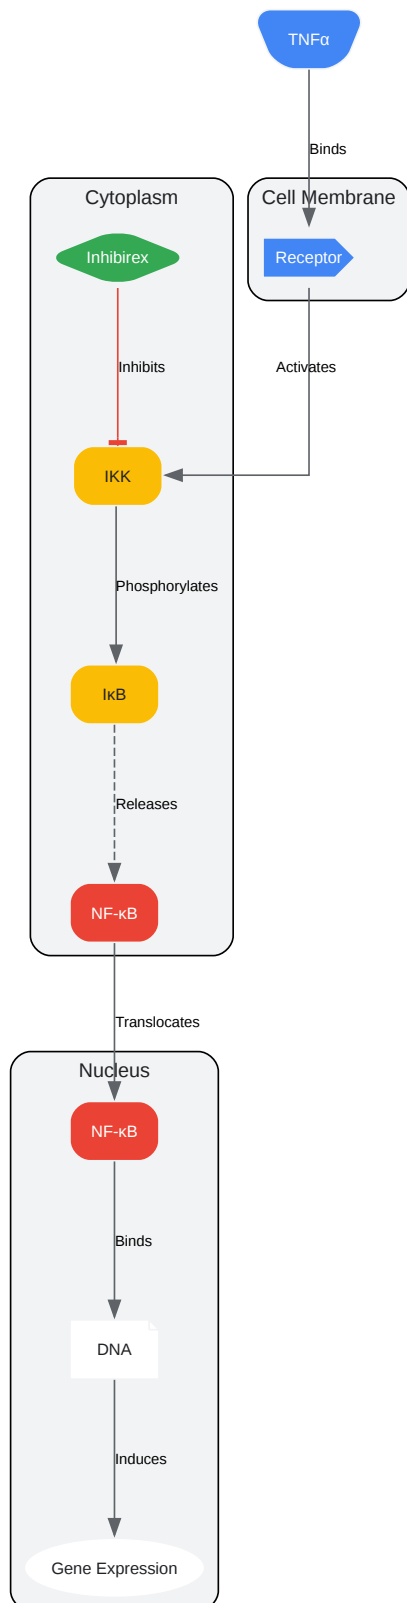 TNFα
Binds
Cytoplasm
Cell Membrane
Inhibirex
Receptor
Inhibits
Activates
IKK
Phosphorylates
IκB
Releases
NF-κB
Translocates
Nucleus
NF-κB
Binds
DNA
Induces
Gene Expression